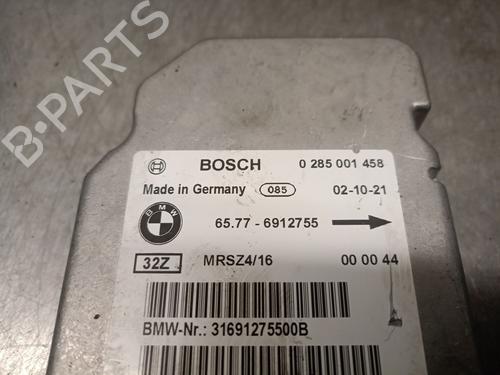 B-PARTS
BOSCH 0 285 001 458
Made in Germany 085 02-10-21
BMW 65.77 - 6912755
32Z MRSZ4/16 00 00 44
BMW-Nr.: 31691275500B